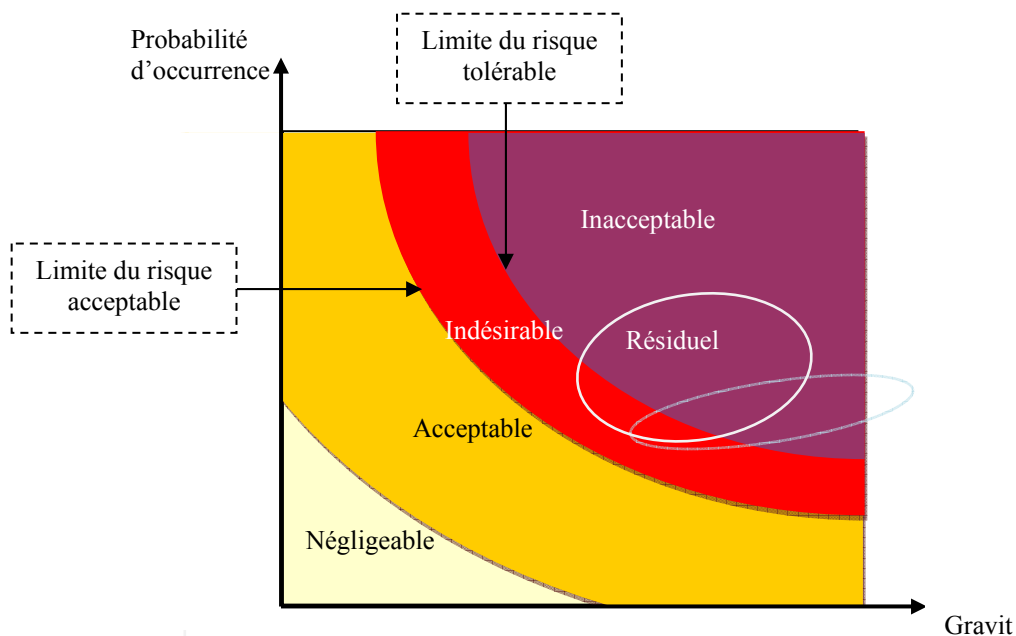 Probabilité
d’occurrence
Limite du risque
tolérable
Inacceptable
Limite du risque
acceptable
Indésirable
Résiduel
Acceptable
Négligeable
Gravit